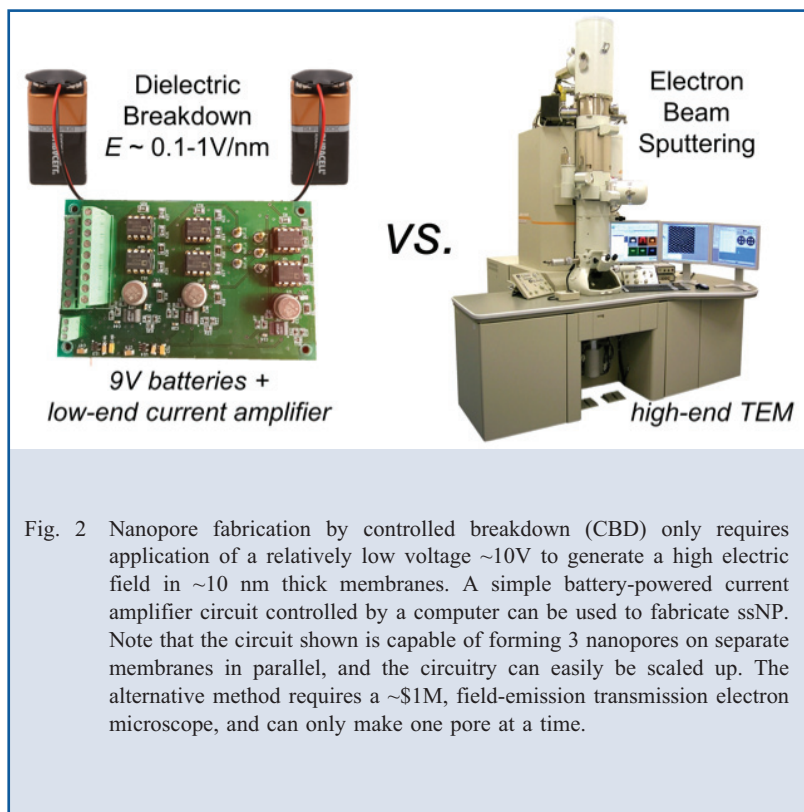 Dielectric
Breakdown
E ~ 0.1-1V/nm
DURACELL
9V batteries +
low-end current amplifier
vs.
Electron
Beam
Sputtering
high-end TEM
Fig. 2 Nanopore fabrication by controlled breakdown (CBD) only requires
application of a relatively low voltage ~10V to generate a high electric
field in ~10 nm thick membranes. A simple battery-powered current
amplifier circuit controlled by a computer can be used to fabricate ssNP.
Note that the circuit shown is capable of forming 3 nanopores on separate
membranes in parallel, and the circuitry can easily be scaled up. The
alternative method requires a ~$1M, field-emission transmission electron
microscope, and can only make one pore at a time.